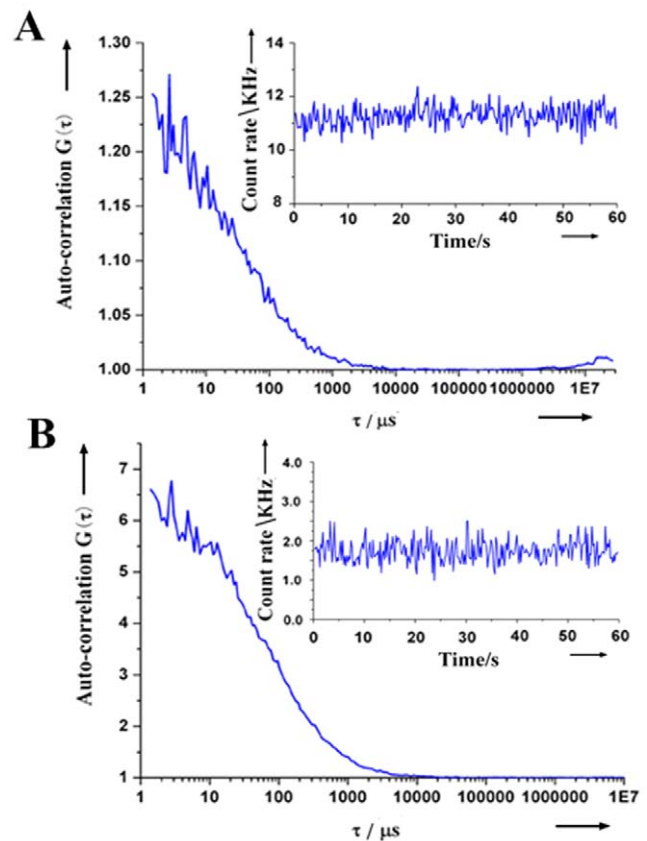 A
1.30
1.25
1.20
1.15
1.10
1.05
1.00
Auto-correlation G(τ)
1 10 100 1000 10000 100000 1000000 1E7
τ / μs
14
12
10
8
Count rate \KHz
0 10 20 30 40 50 60
Time/s
B
7
6
5
4
3
2
1
Auto-correlation G(τ)
1 10 100 1000 10000 100000 1000000 1E7
τ / μs
4.0
3.0
2.0
1.0
0.0
Count rate \KHz
0 10 20 30 40 50 60
Time/s